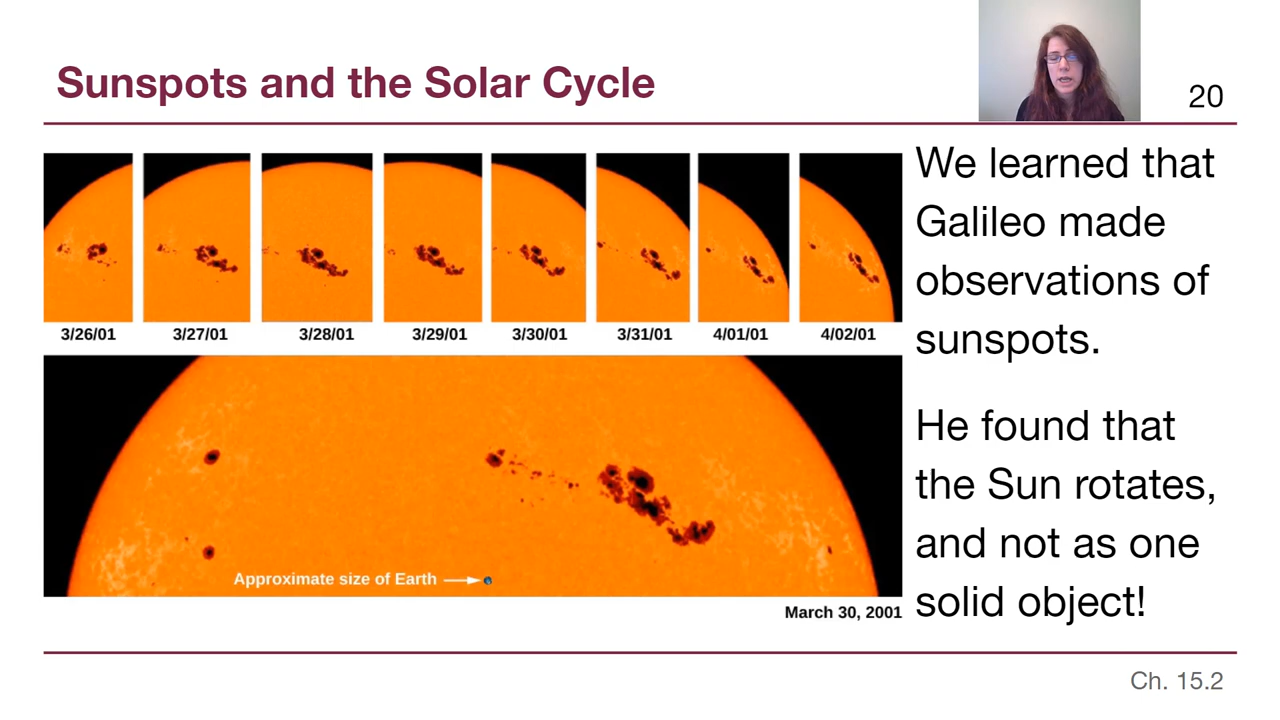 Sunspots and the Solar Cycle
20
3/26/01
3/27/01
3/28/01
3/29/01
3/30/01
3/31/01
4/01/01
4/02/01
Approximate size of Earth
March 30, 2001
We learned that
Galileo made
observations of
sunspots.
He found that
the Sun rotates,
and not as one
solid object!
Ch. 15.2